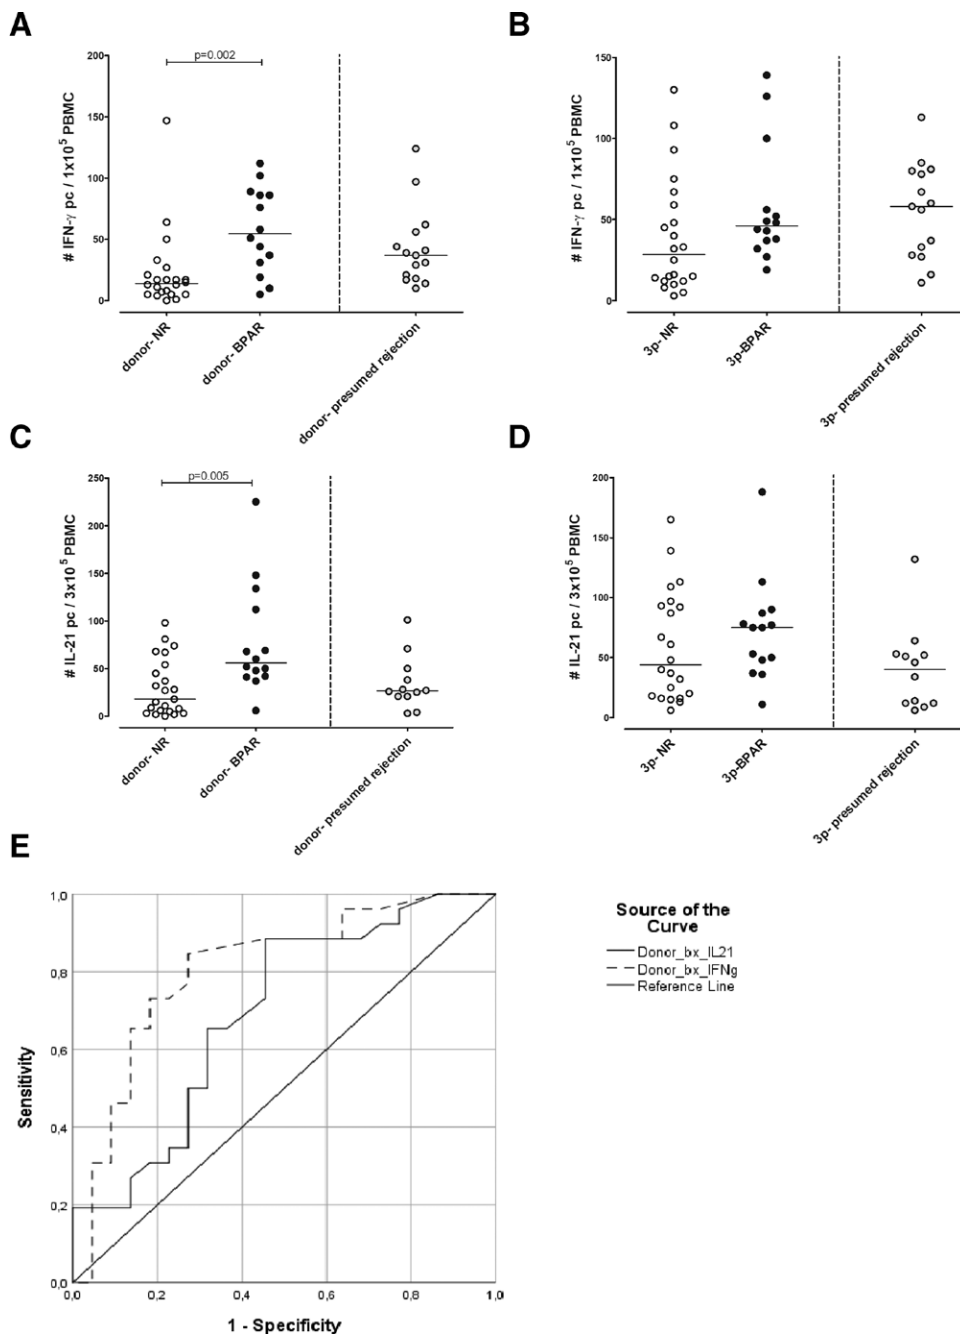 A
# IFN-γ pc / 1x10⁵ PBMC
200
150
100
50
0
p=0.002
donor- NR
donor- BPAR
donor- presumed rejection
B
# IFN-γ pc / 1x10⁵ PBMC
150
100
50
0
3p- NR
3p-BPAR
3p- presumed rejection
C
# IL-21 pc / 3x10⁵ PBMC
250
200
150
100
50
0
p=0.005
donor- NR
donor- BPAR
donor- presumed rejection
D
# IL-21 pc / 3x10⁵ PBMC
200
150
100
50
0
3p- NR
3p-BPAR
3p- presumed rejection
E
Sensitivity
1,0
0,8
0,6
0,4
0,2
0,0
0,0 0,2 0,4 0,6 0,8 1,0
1 - Specificity
Source of the
Curve
Donor_bx_IL21
Donor_bx_IFNg
Reference Line